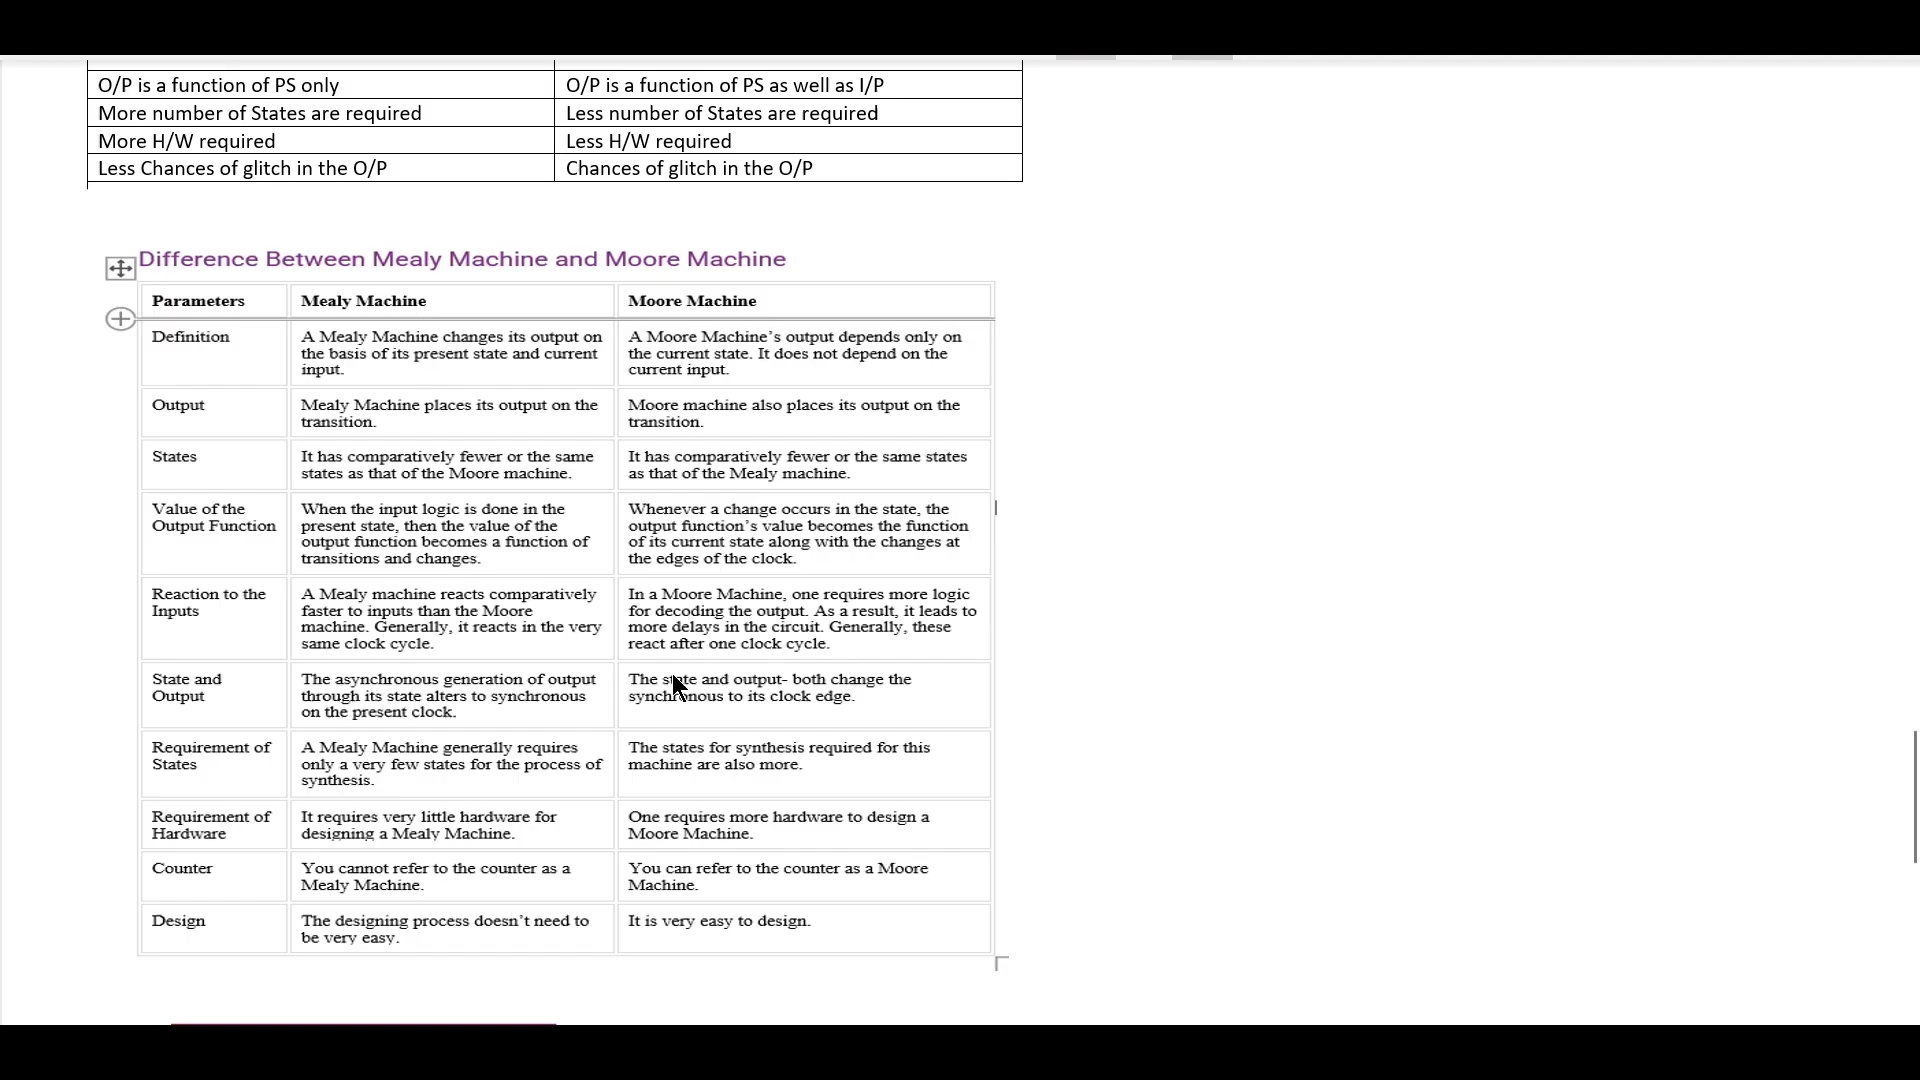 O/P is a function of PS only
O/P is a function of PS as well as I/P
More number of States are required
Less number of States are required
More H/W required
Less H/W required
Less Chances of glitch in the O/P
Chances of glitch in the O/P
Difference Between Mealy Machine and Moore Machine
Parameters
Mealy Machine
Moore Machine
Definition
A Mealy Machine changes its output on
the basis of its present state and current
input.
A Moore Machine's output depends only on
the current state. It does not depend on the
current input.
Output
Mealy Machine places its output on the
transition.
Moore machine also places its output on the
transition.
States
It has comparatively fewer or the same
states as that of the Moore machine.
It has comparatively fewer or the same states
as that of the Mealy machine.
Value of the
Output Function
When the input logic is done in the
present state, then the value of the
output function becomes a function of
transitions and changes.
Whenever a change occurs in the state, the
output function's value becomes the function
of its current state along with the changes at
the edges of the clock.
Reaction to the
Inputs
A Mealy machine reacts comparatively
faster to inputs than the Moore
machine. Generally, it reacts in the very
same clock cycle.
In a Moore Machine, one requires more logic
for decoding the output. As a result, it leads to
more delays in the circuit. Generally, these
react after one clock cycle.
State and
Output
The asynchronous generation of output
through its state alters to synchronous
on the present clock.
The state and output- both change the
synchronous to its clock edge.
Requirement of
States
A Mealy Machine generally requires
only a very few states for the process of
synthesis.
The states for synthesis required for this
machine are also more.
Requirement of
Hardware
It requires very little hardware for
designing a Mealy Machine.
One requires more hardware to design a
Moore Machine.
Counter
You cannot refer to the counter as a
Mealy Machine.
You can refer to the counter as a Moore
Machine.
Design
The designing process doesn't need to
be very easy.
It is very easy to design.